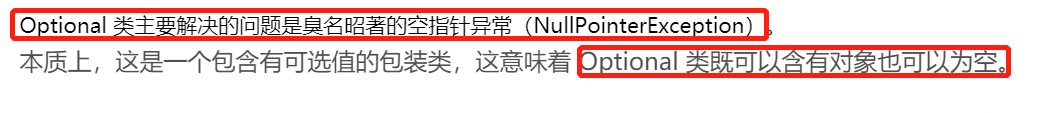 Optional 类主要解决的问题是臭名昭著的空指针异常（NullPointerException）。
本质上，这是一个包含有可选值的包装类，这意味着 Optional 类既可以含有对象也可以为空。